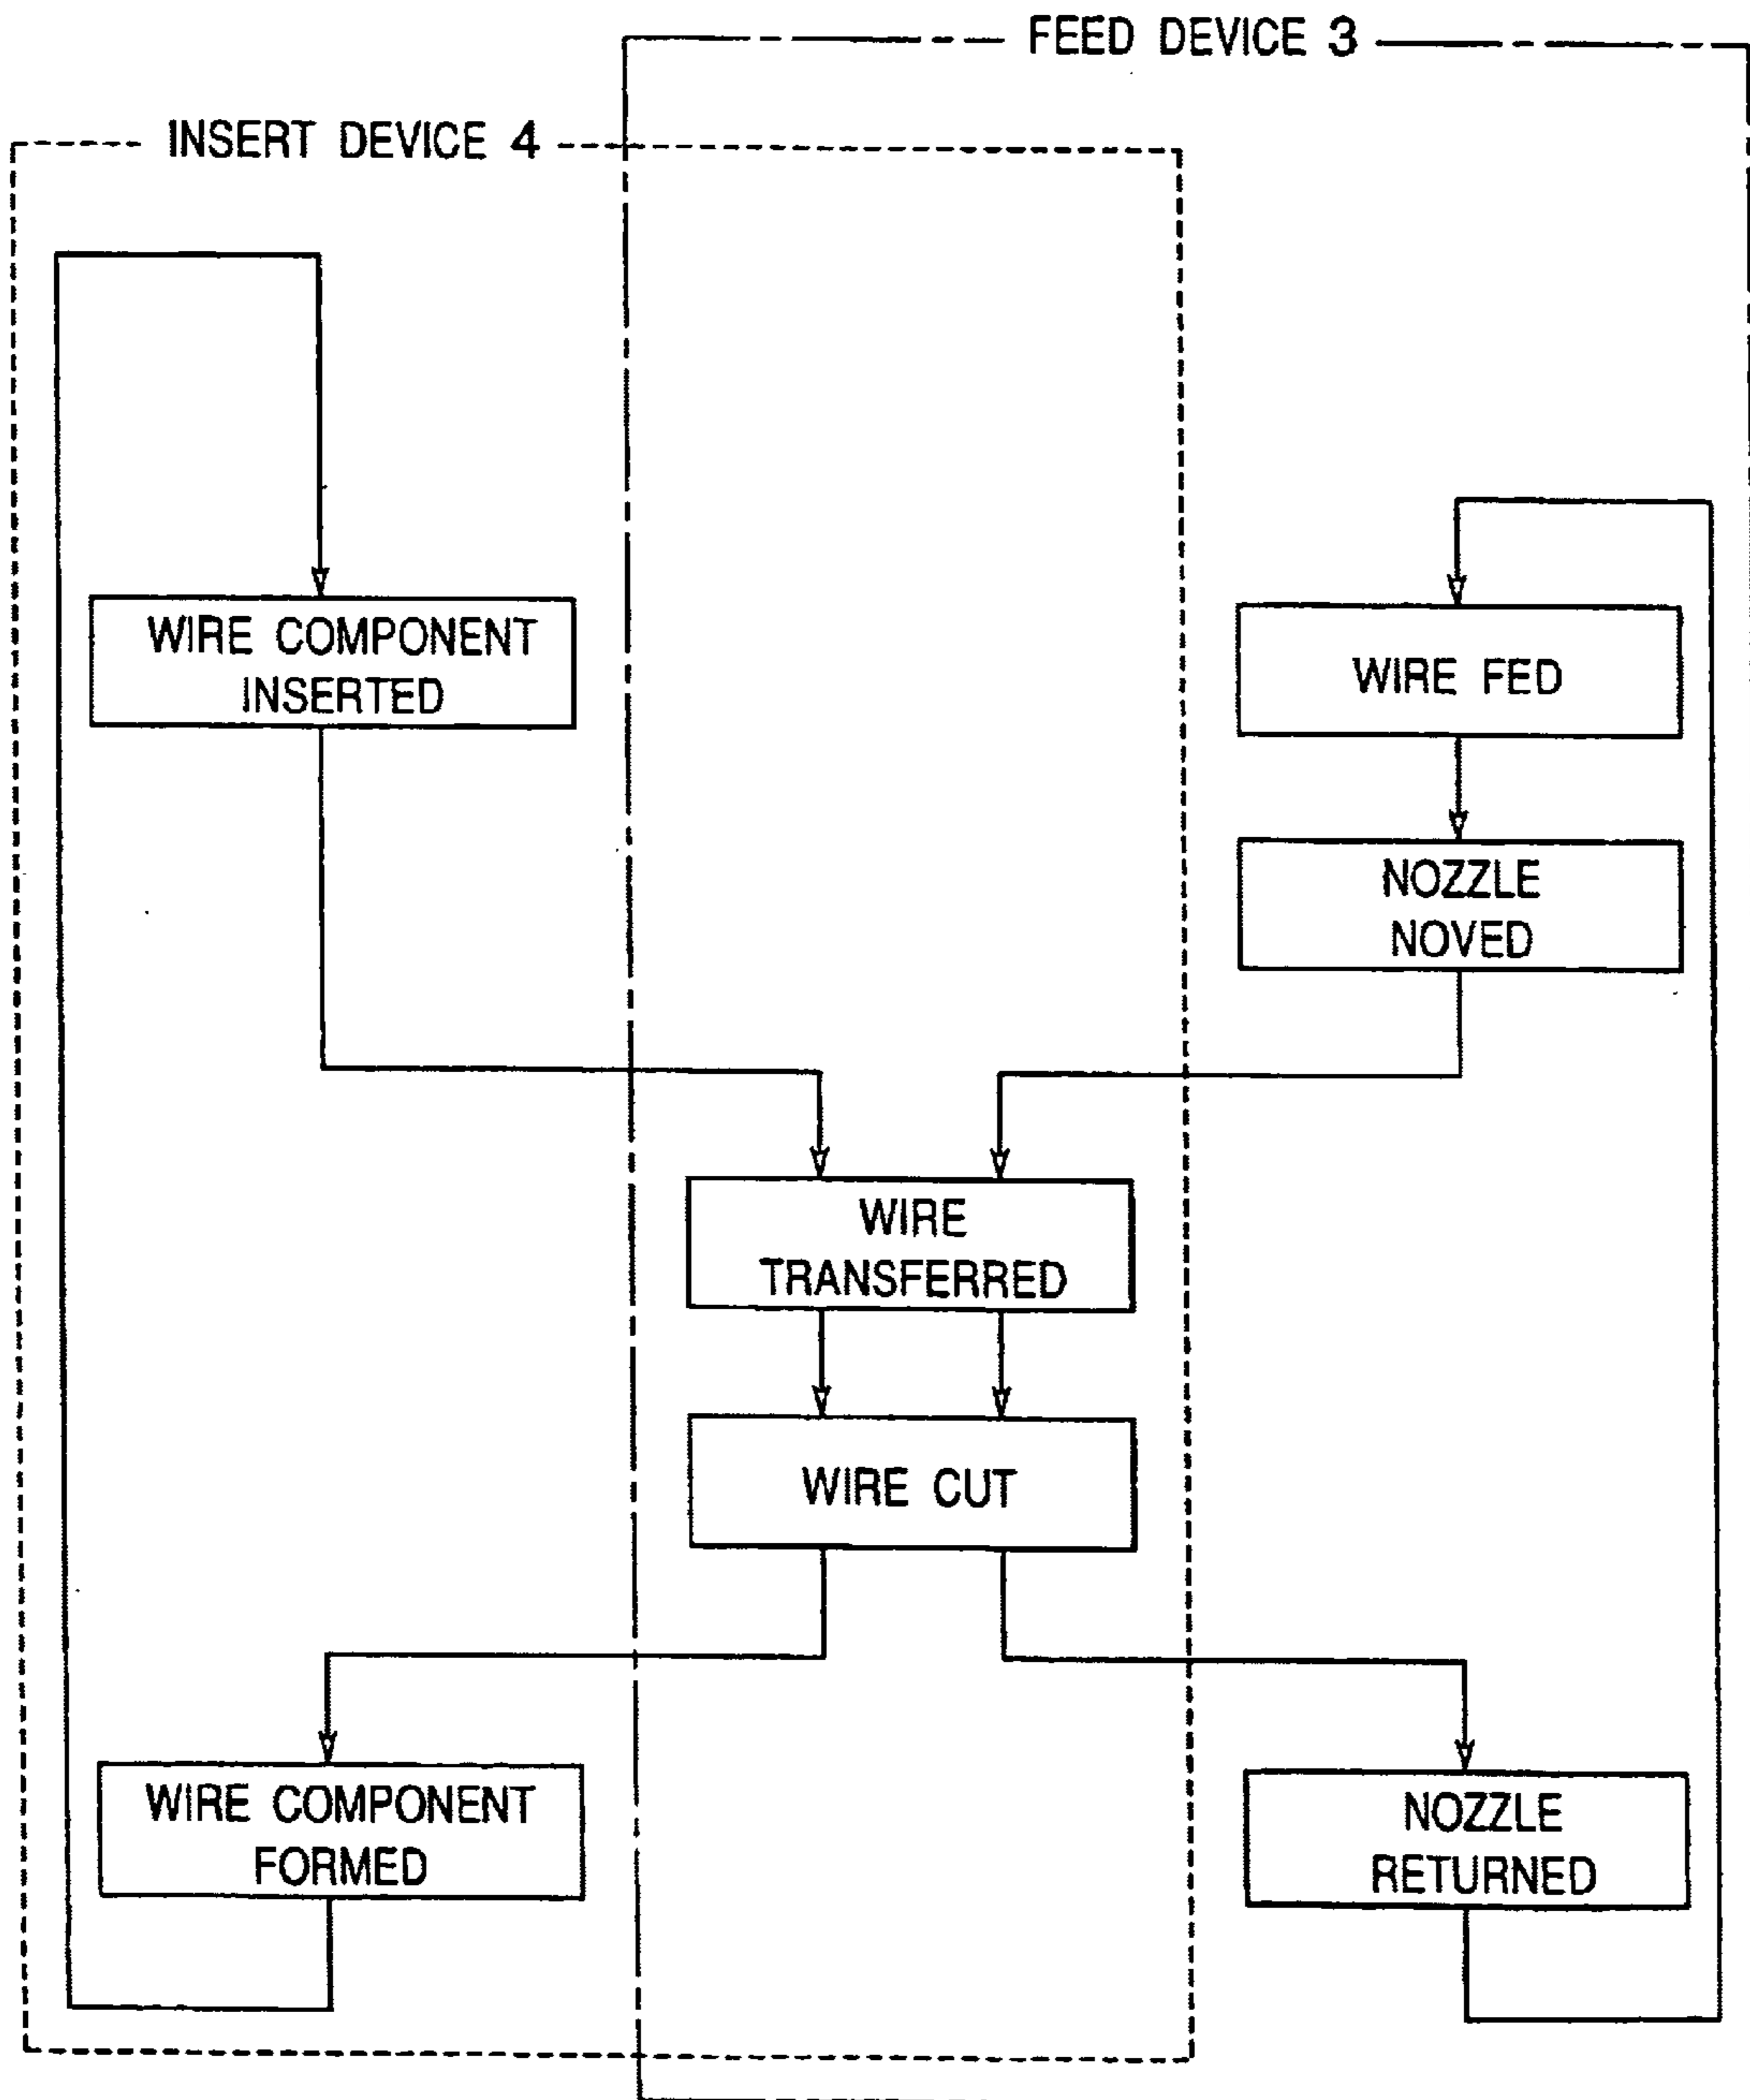 FEED DEVICE 3
INSERT DEVICE 4
WIRE COMPONENT
INSERTED
WIRE FED
NOZZLE
NOVED
WIRE
TRANSFERRED
WIRE CUT
WIRE COMPONENT
FORMED
NOZZLE
RETURNED